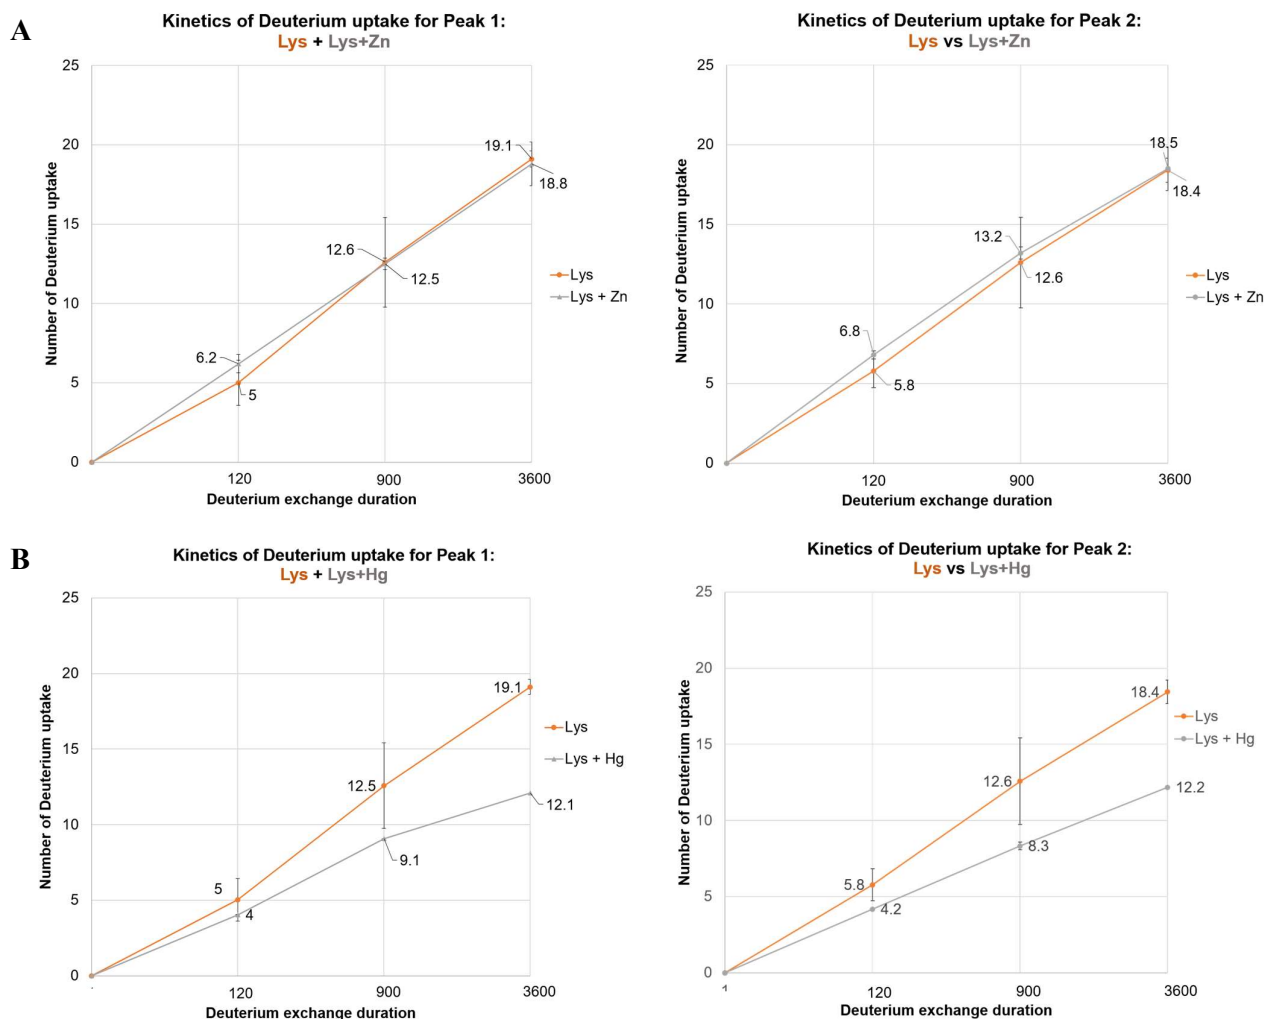 A
Kinetics of Deuterium uptake for Peak 1:
Lys + Lys+Zn
Number of Deuterium uptake
25
20
15
10
5
0
19.1
18.8
12.6
12.5
6.2
5
120
900
3600
Deuterium exchange duration
Lys
Lys + Zn
Kinetics of Deuterium uptake for Peak 2:
Lys vs Lys+Zn
Number of Deuterium uptake
25
20
15
10
5
0
18.5
18.4
13.2
12.6
6.8
5.8
120
900
3600
Deuterium exchange duration
Lys
Lys + Zn
B
Kinetics of Deuterium uptake for Peak 1:
Lys + Lys+Hg
Number of Deuterium uptake
25
20
15
10
5
0
19.1
12.5
12.1
9.1
5
4
120
900
3600
Deuterium exchange duration
Lys
Lys + Hg
Kinetics of Deuterium uptake for Peak 2:
Lys vs Lys+Hg
Number of Deuterium uptake
25
20
15
10
5
0
18.4
12.6
12.2
8.3
5.8
4.2
120
900
3600
Deuterium exchange duration
Lys
Lys + Hg